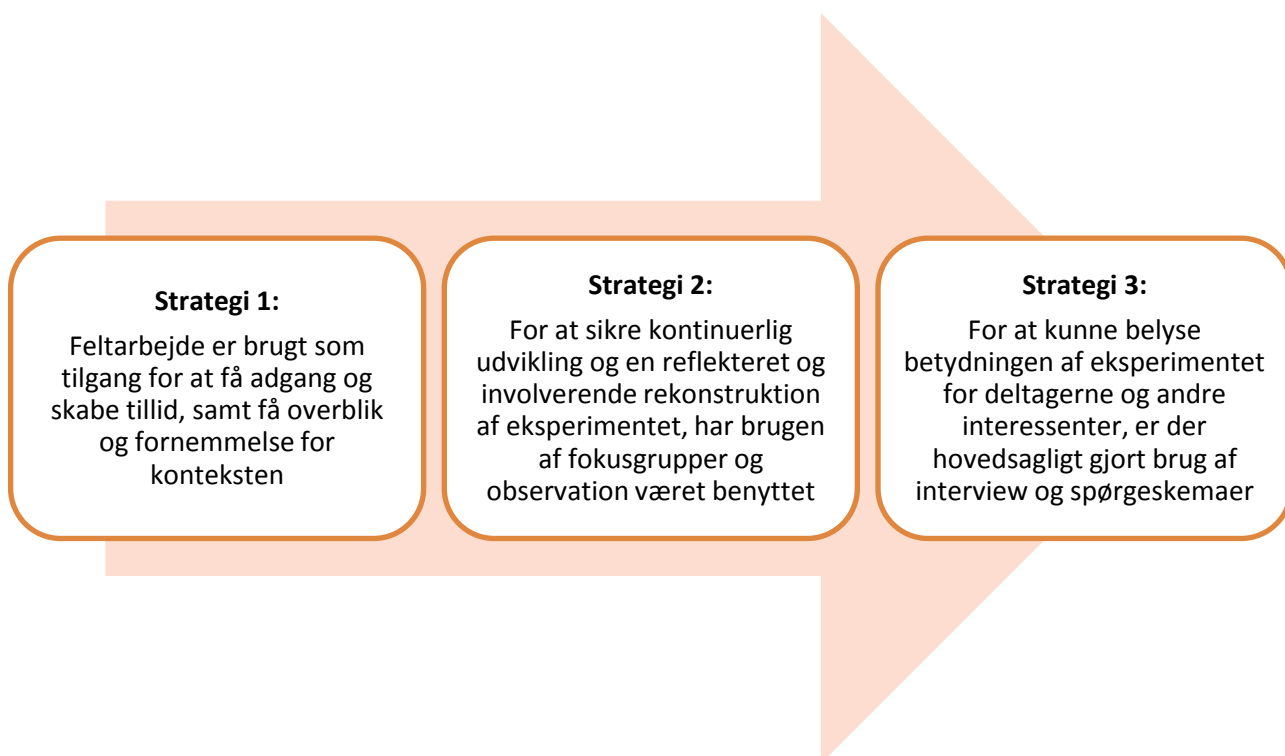 Strategi 1:
Feltarbejde er brugt som
tilgang for at få adgang og
skabe tillid, samt få overblik
og fornemmelse for
konteksten
Strategi 2:
For at sikre kontinuerlig
udvikling og en reflekteret og
involverende rekonstruktion
af eksperimentet, har brugen
af fokusgrupper og
observation været benyttet
Strategi 3:
For at kunne belyse
betydningen af eksperimentet
for deltagerne og andre
interessenter, er der
hovedsagligt gjort brug af
interview og spørgeskemaer